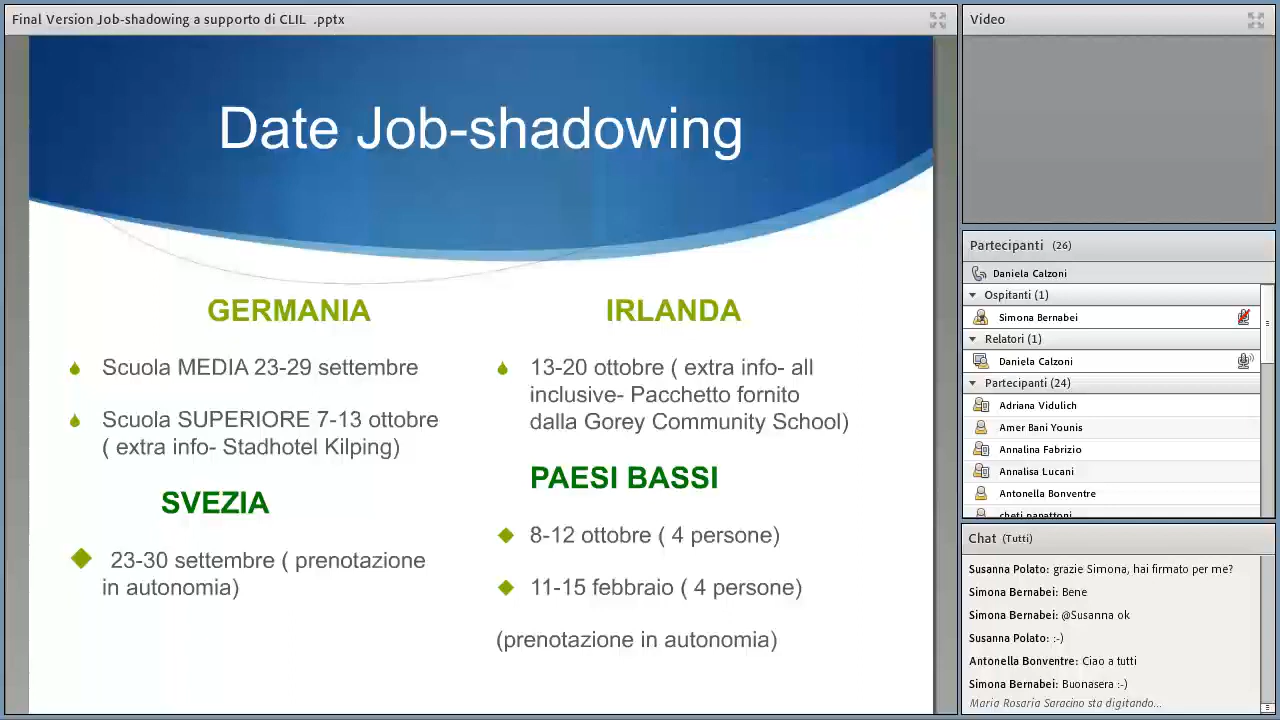 Final Version Job-shadowing a supporto di CLIL .pptx
Date Job-shadowing
GERMANIA
Scuola MEDIA 23-29 settembre
Scuola SUPERIORE 7-13 ottobre
( extra info- Stadhotel Kilping)
SVEZIA
23-30 settembre ( prenotazione
in autonomia)
IRLANDA
13-20 ottobre ( extra info- all
inclusive- Pacchetto fornito
dalla Gorey Community School)
PAESI BASSI
8-12 ottobre ( 4 persone)
11-15 febbraio ( 4 persone)
(prenotazione in autonomia)
Video
Partecipanti (26)
Daniela Calzoni
Ospitanti (1)
Simona Bernabei
Relatori (1)
Daniela Calzoni
Partecipanti (24)
Adriana Vidulich
Amer Bani Younis
Annalina Fabrizio
Annalisa Lucani
Antonella Bonventre
cheti papattoni
Chat (Tutti)
Susanna Polato: grazie Simona, hai firmato per me?
Simona Bernabei: Bene
Simona Bernabei: @Susanna ok
Susanna Polato: :-)
Antonella Bonventre: Ciao a tutti
Simona Bernabei: Buonasera :-)
Maria Rosaria Saracino sta digitando...